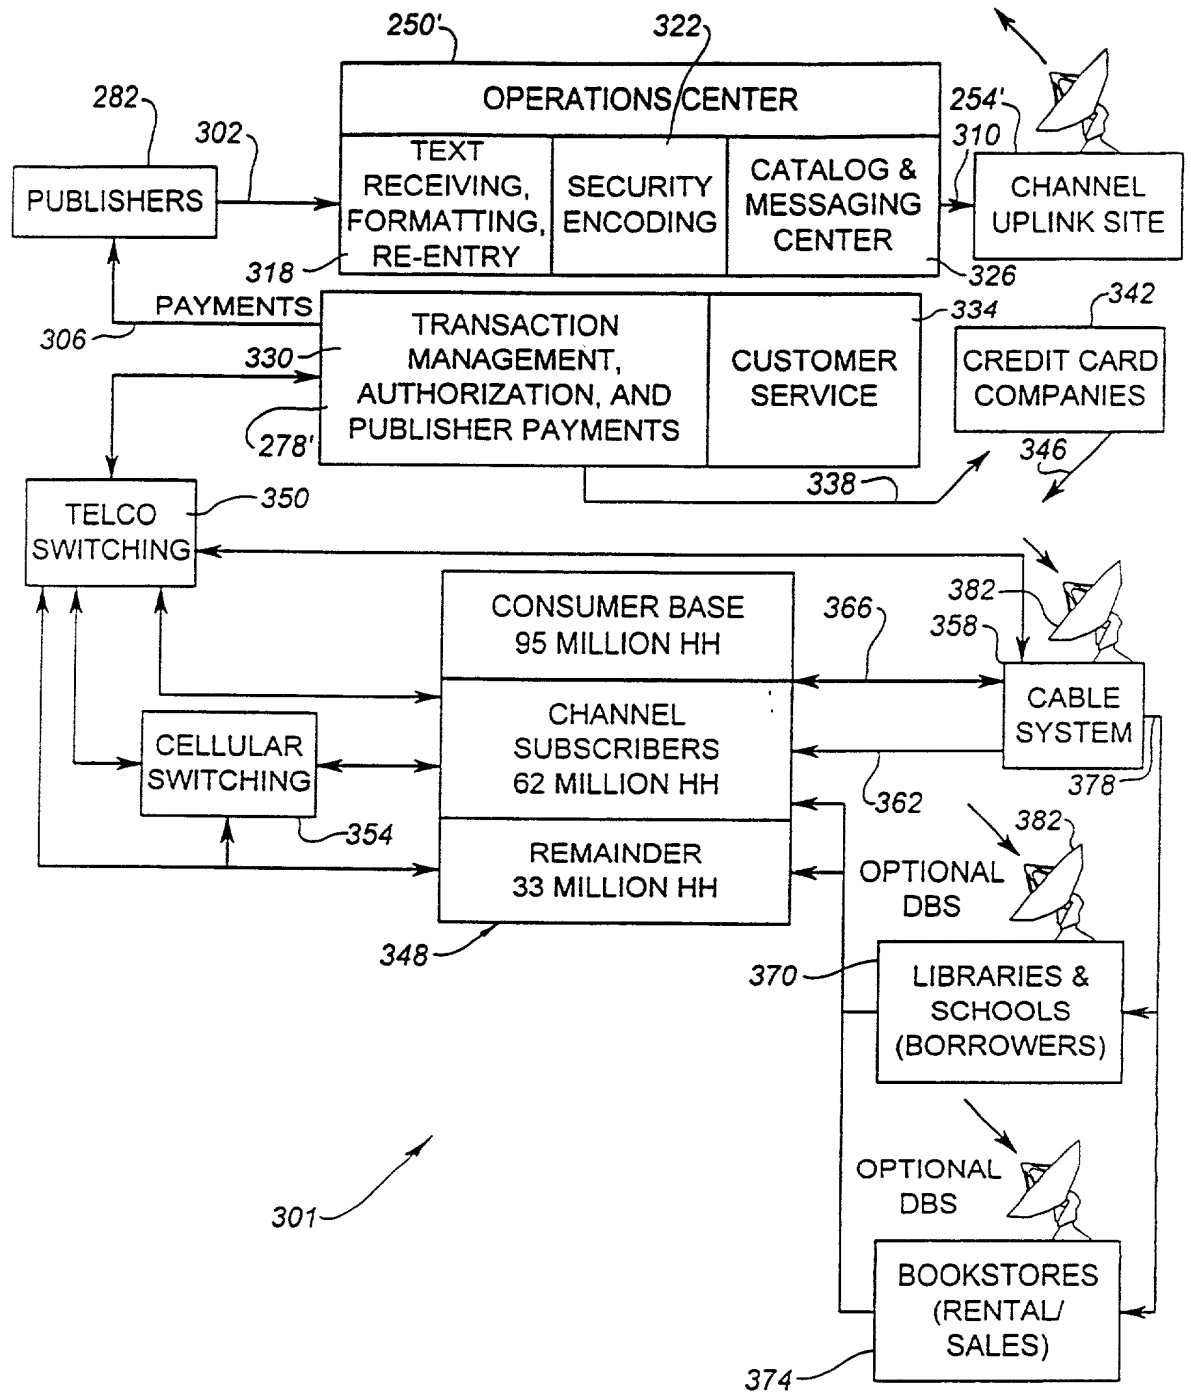 250'
322
OPERATIONS CENTER
282
302
254'
310
PUBLISHERS
TEXT
RECEIVING,
FORMATTING,
RE-ENTRY
318
SECURITY
ENCODING
CATALOG &
MESSAGING
CENTER
326
CHANNEL
UPLINK SITE
PAYMENTS
306
330
TRANSACTION
MANAGEMENT,
AUTHORIZATION, AND
PUBLISHER PAYMENTS
278'
CUSTOMER
SERVICE
334
342
CREDIT CARD
COMPANIES
346
338
TELCO
SWITCHING
350
CONSUMER BASE
95 MILLION HH
366
382
358
CABLE
SYSTEM
CHANNEL
SUBSCRIBERS
62 MILLION HH
CELLULAR
SWITCHING
354
362
378
REMAINDER
33 MILLION HH
348
382
OPTIONAL
DBS
370
LIBRARIES &
SCHOOLS
(BORROWERS)
301
OPTIONAL
DBS
BOOKSTORES
(RENTAL/
SALES)
374